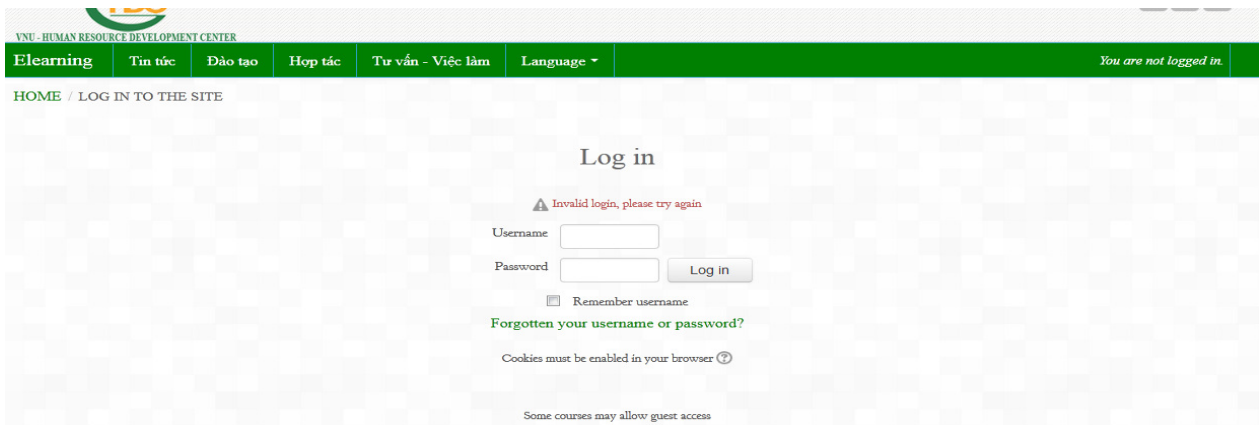 VNU - HUMAN RESOURCE DEVELOPMENT CENTER
Elearning Tin tức Đào tạo Hợp tác Tư vấn - Việc làm Language You are not logged in.
HOME / LOG IN TO THE SITE
Log in
Invalid login, please try again
Username
Password Log in
Remember username
Forgotten your username or password?
Cookies must be enabled in your browser
Some courses may allow guest access